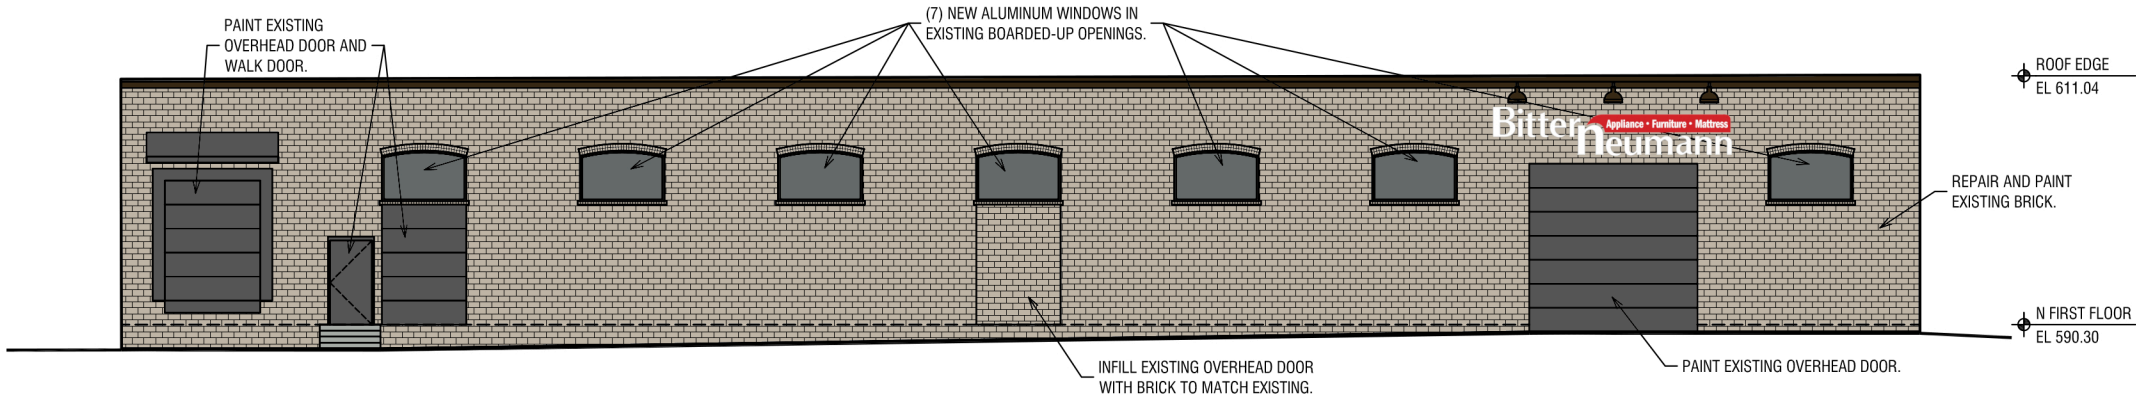 PAINT EXISTING
OVERHEAD DOOR AND
WALK DOOR.
(7) NEW ALUMINUM WINDOWS IN
EXISTING BOARDED-UP OPENINGS.
ROOF EDGE
EL 611.04
Bitter
Appliance • Furniture • Mattress
neumann
REPAIR AND PAINT
EXISTING BRICK.
N FIRST FLOOR
EL 590.30
INFILL EXISTING OVERHEAD DOOR
WITH BRICK TO MATCH EXISTING.
PAINT EXISTING OVERHEAD DOOR.